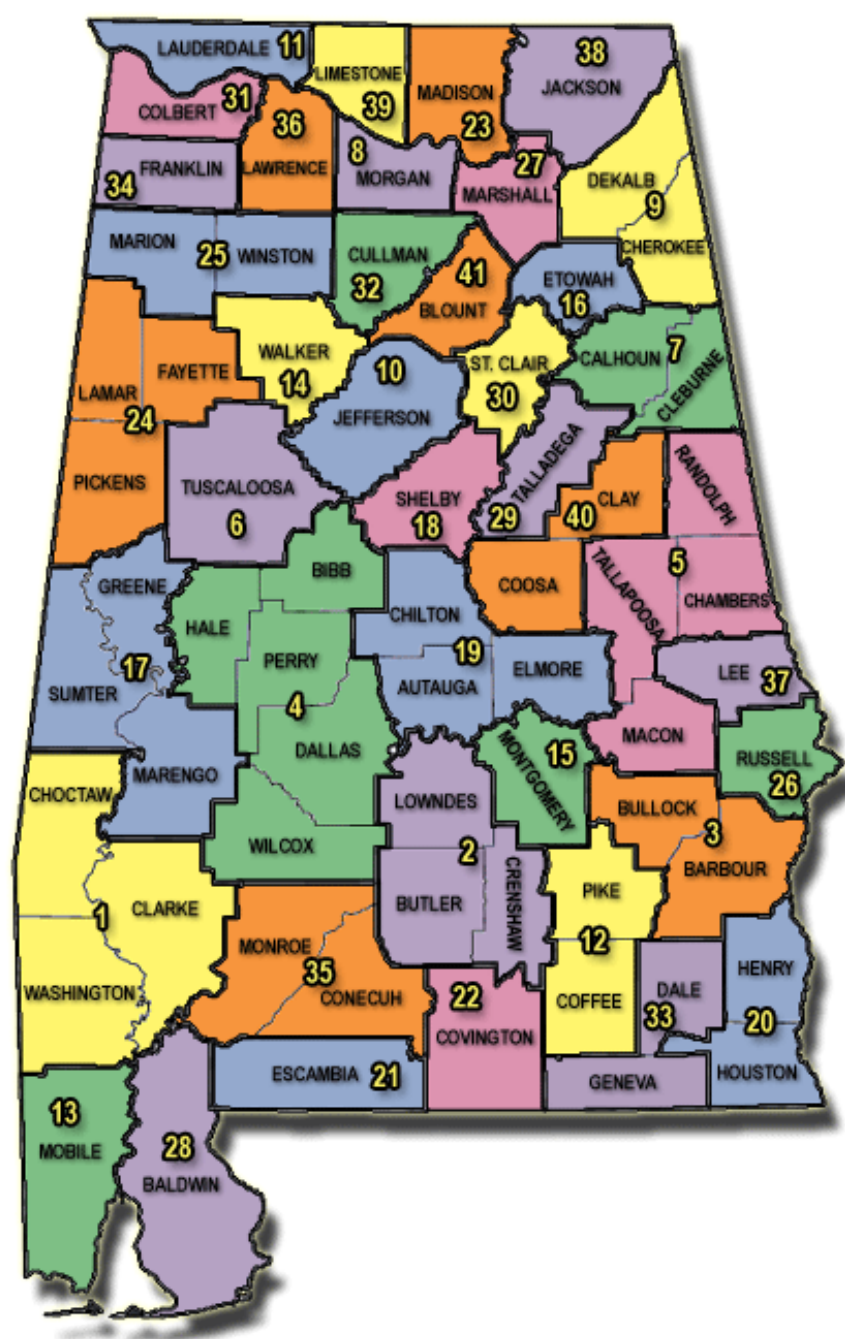 LAUDERDALE 11
LIMESTONE
39
MADISON
23
38
JACKSON
COLBERT 31
36
LAWRENCE
8
MORGAN
27
MARSHALL
FRANKLIN
34
DEKALB
9
CHEROKEE
MARION
25
WINSTON
CULLMAN
32
41
BLOUNT
ETOWAH
16
WALKER
14
10
JEFFERSON
ST. CLAIR
30
CALHOUN 7
CLEBURNE
LAMAR
FAYETTE
24
PICKENS
TUSCALOOSA
6
SHELBY
18
TALLADEGA
29
CLAY
40
RANDOLPH
COOSA
TALLAPOOSA
5
CHAMBERS
GREENE
17
SUMTER
MARENGO
HALE
BIBB
PERRY
4
DALLAS
WILCOX
CHILTON
19
AUTAUGA
ELMORE
LEE 37
MACON
RUSSELL
26
CHOCTAW
LOWNDES
2
BUTLER
CRENSHAW
15
MONTGOMERY
BULLOCK
3
BARBOUR
CLARKE
1
WASHINGTON
PIKE
12
COFFEE
MONROE
35
CONECUH
22
COVINGTON
DALE
33
GENEVA
HENRY
20
HOUSTON
ESCAMBIA 21
13
MOBILE
28
BALDWIN